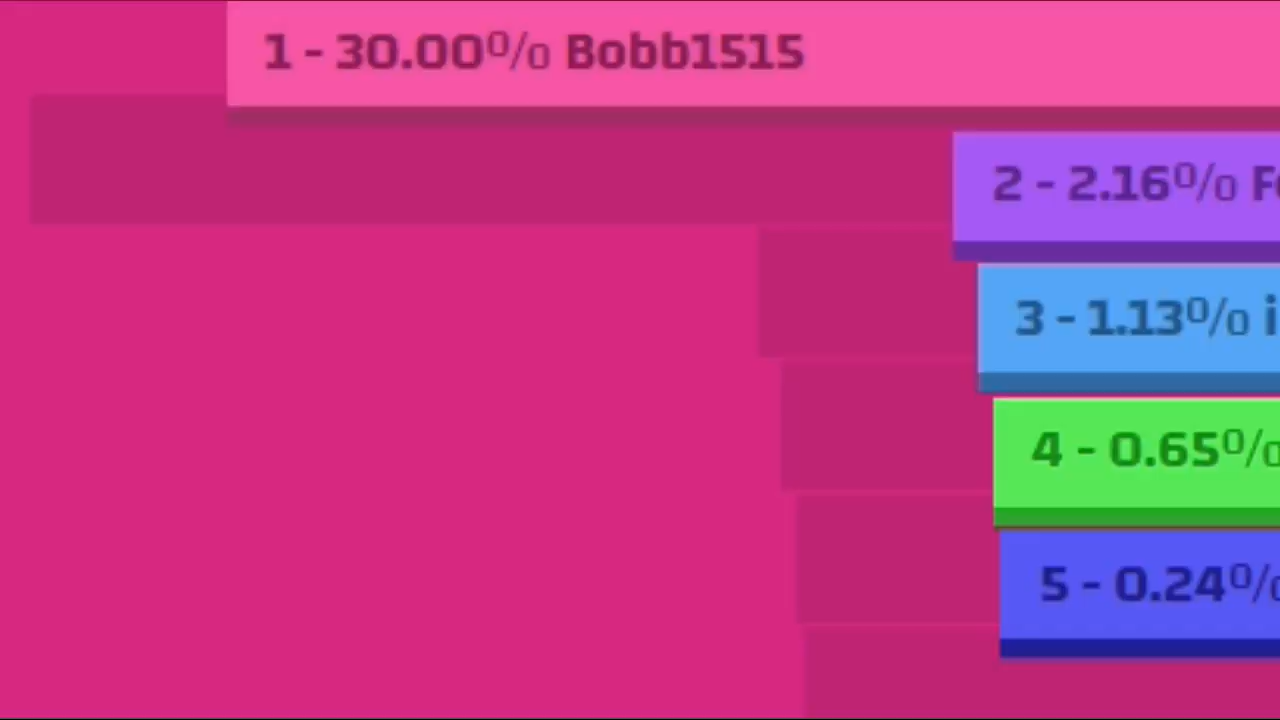 1 - 30.00% Bobb1515
2 - 2.16%
3 - 1.13%
4 - 0.65%
5 - 0.24%